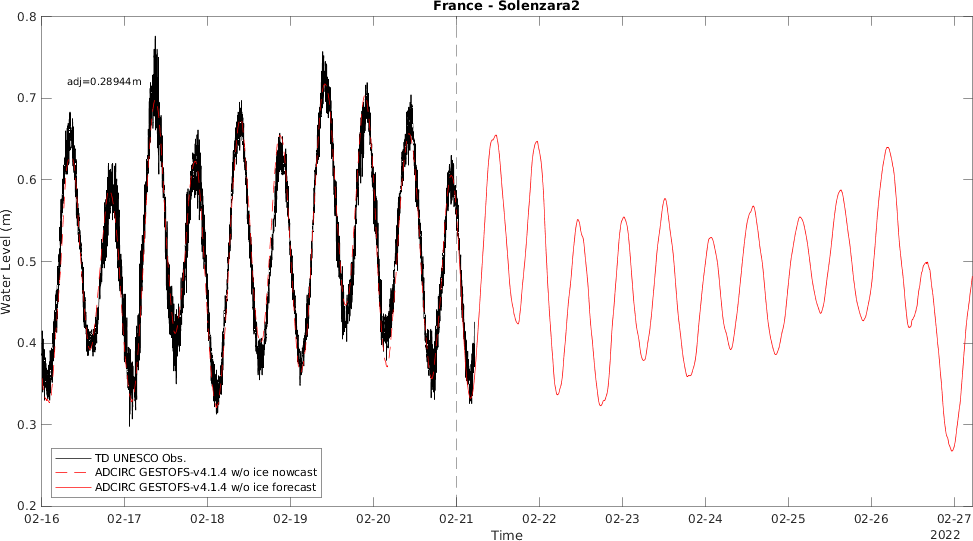 France - Solenzara2
0.8
0.7
0.6
0.5
0.4
0.3
0.2
Water Level (m)
adj=0.28944m
TD UNESCO Obs.
ADCIRC GESTOFS-v4.1.4 w/o ice nowcast
ADCIRC GESTOFS-v4.1.4 w/o ice forecast
02-16 02-17 02-18 02-19 02-20 02-21 02-22 02-23 02-24 02-25 02-26 02-27
Time
2022